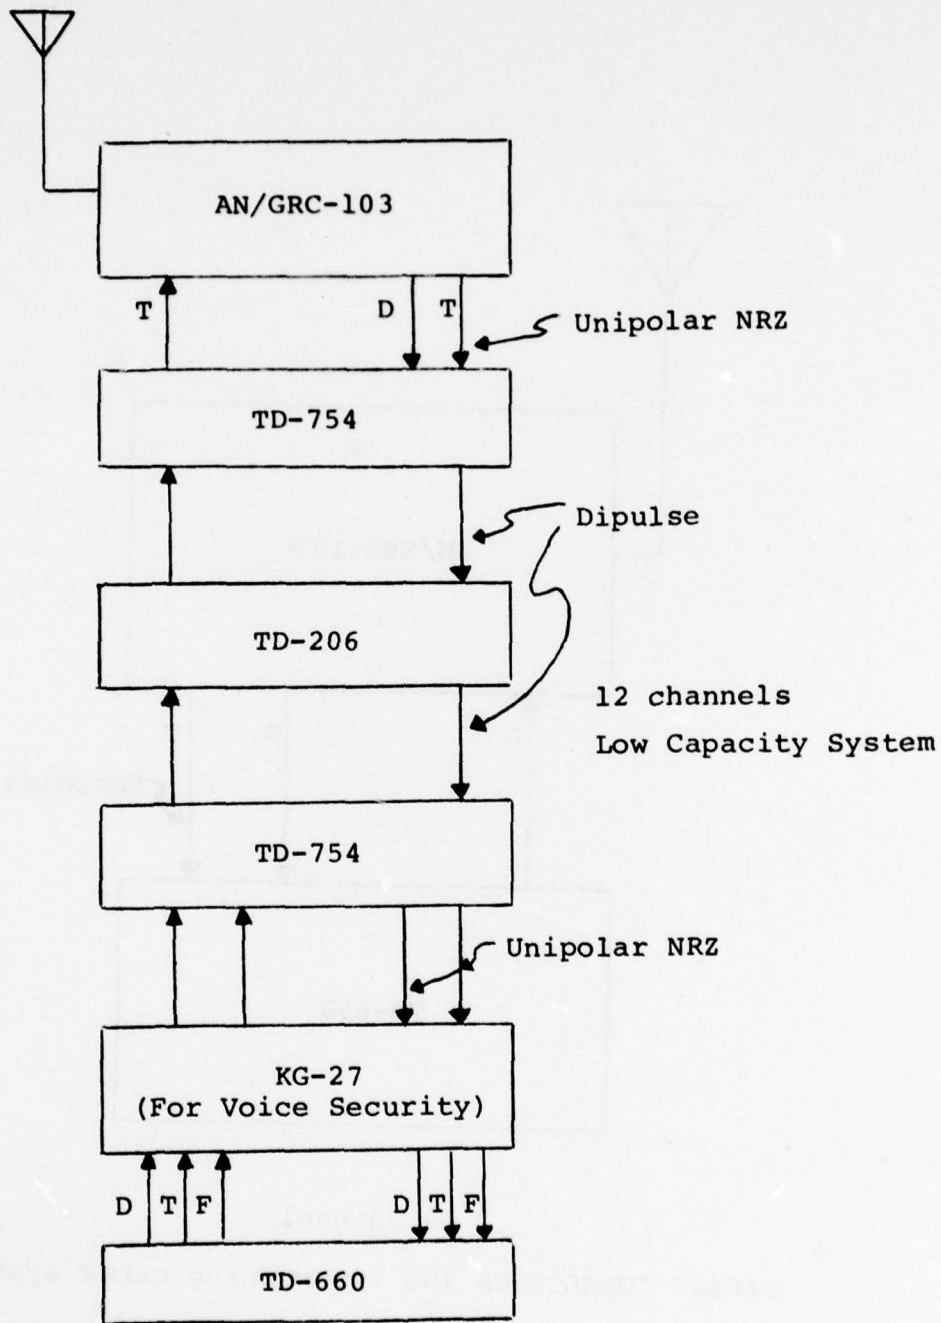 AN/GRC-103
T
D T
Unipolar NRZ
TD-754
Dipulse
TD-206
12 channels
Low Capacity System
TD-754
Unipolar NRZ
KG-27
(For Voice Security)
D T F
D T F
TD-660